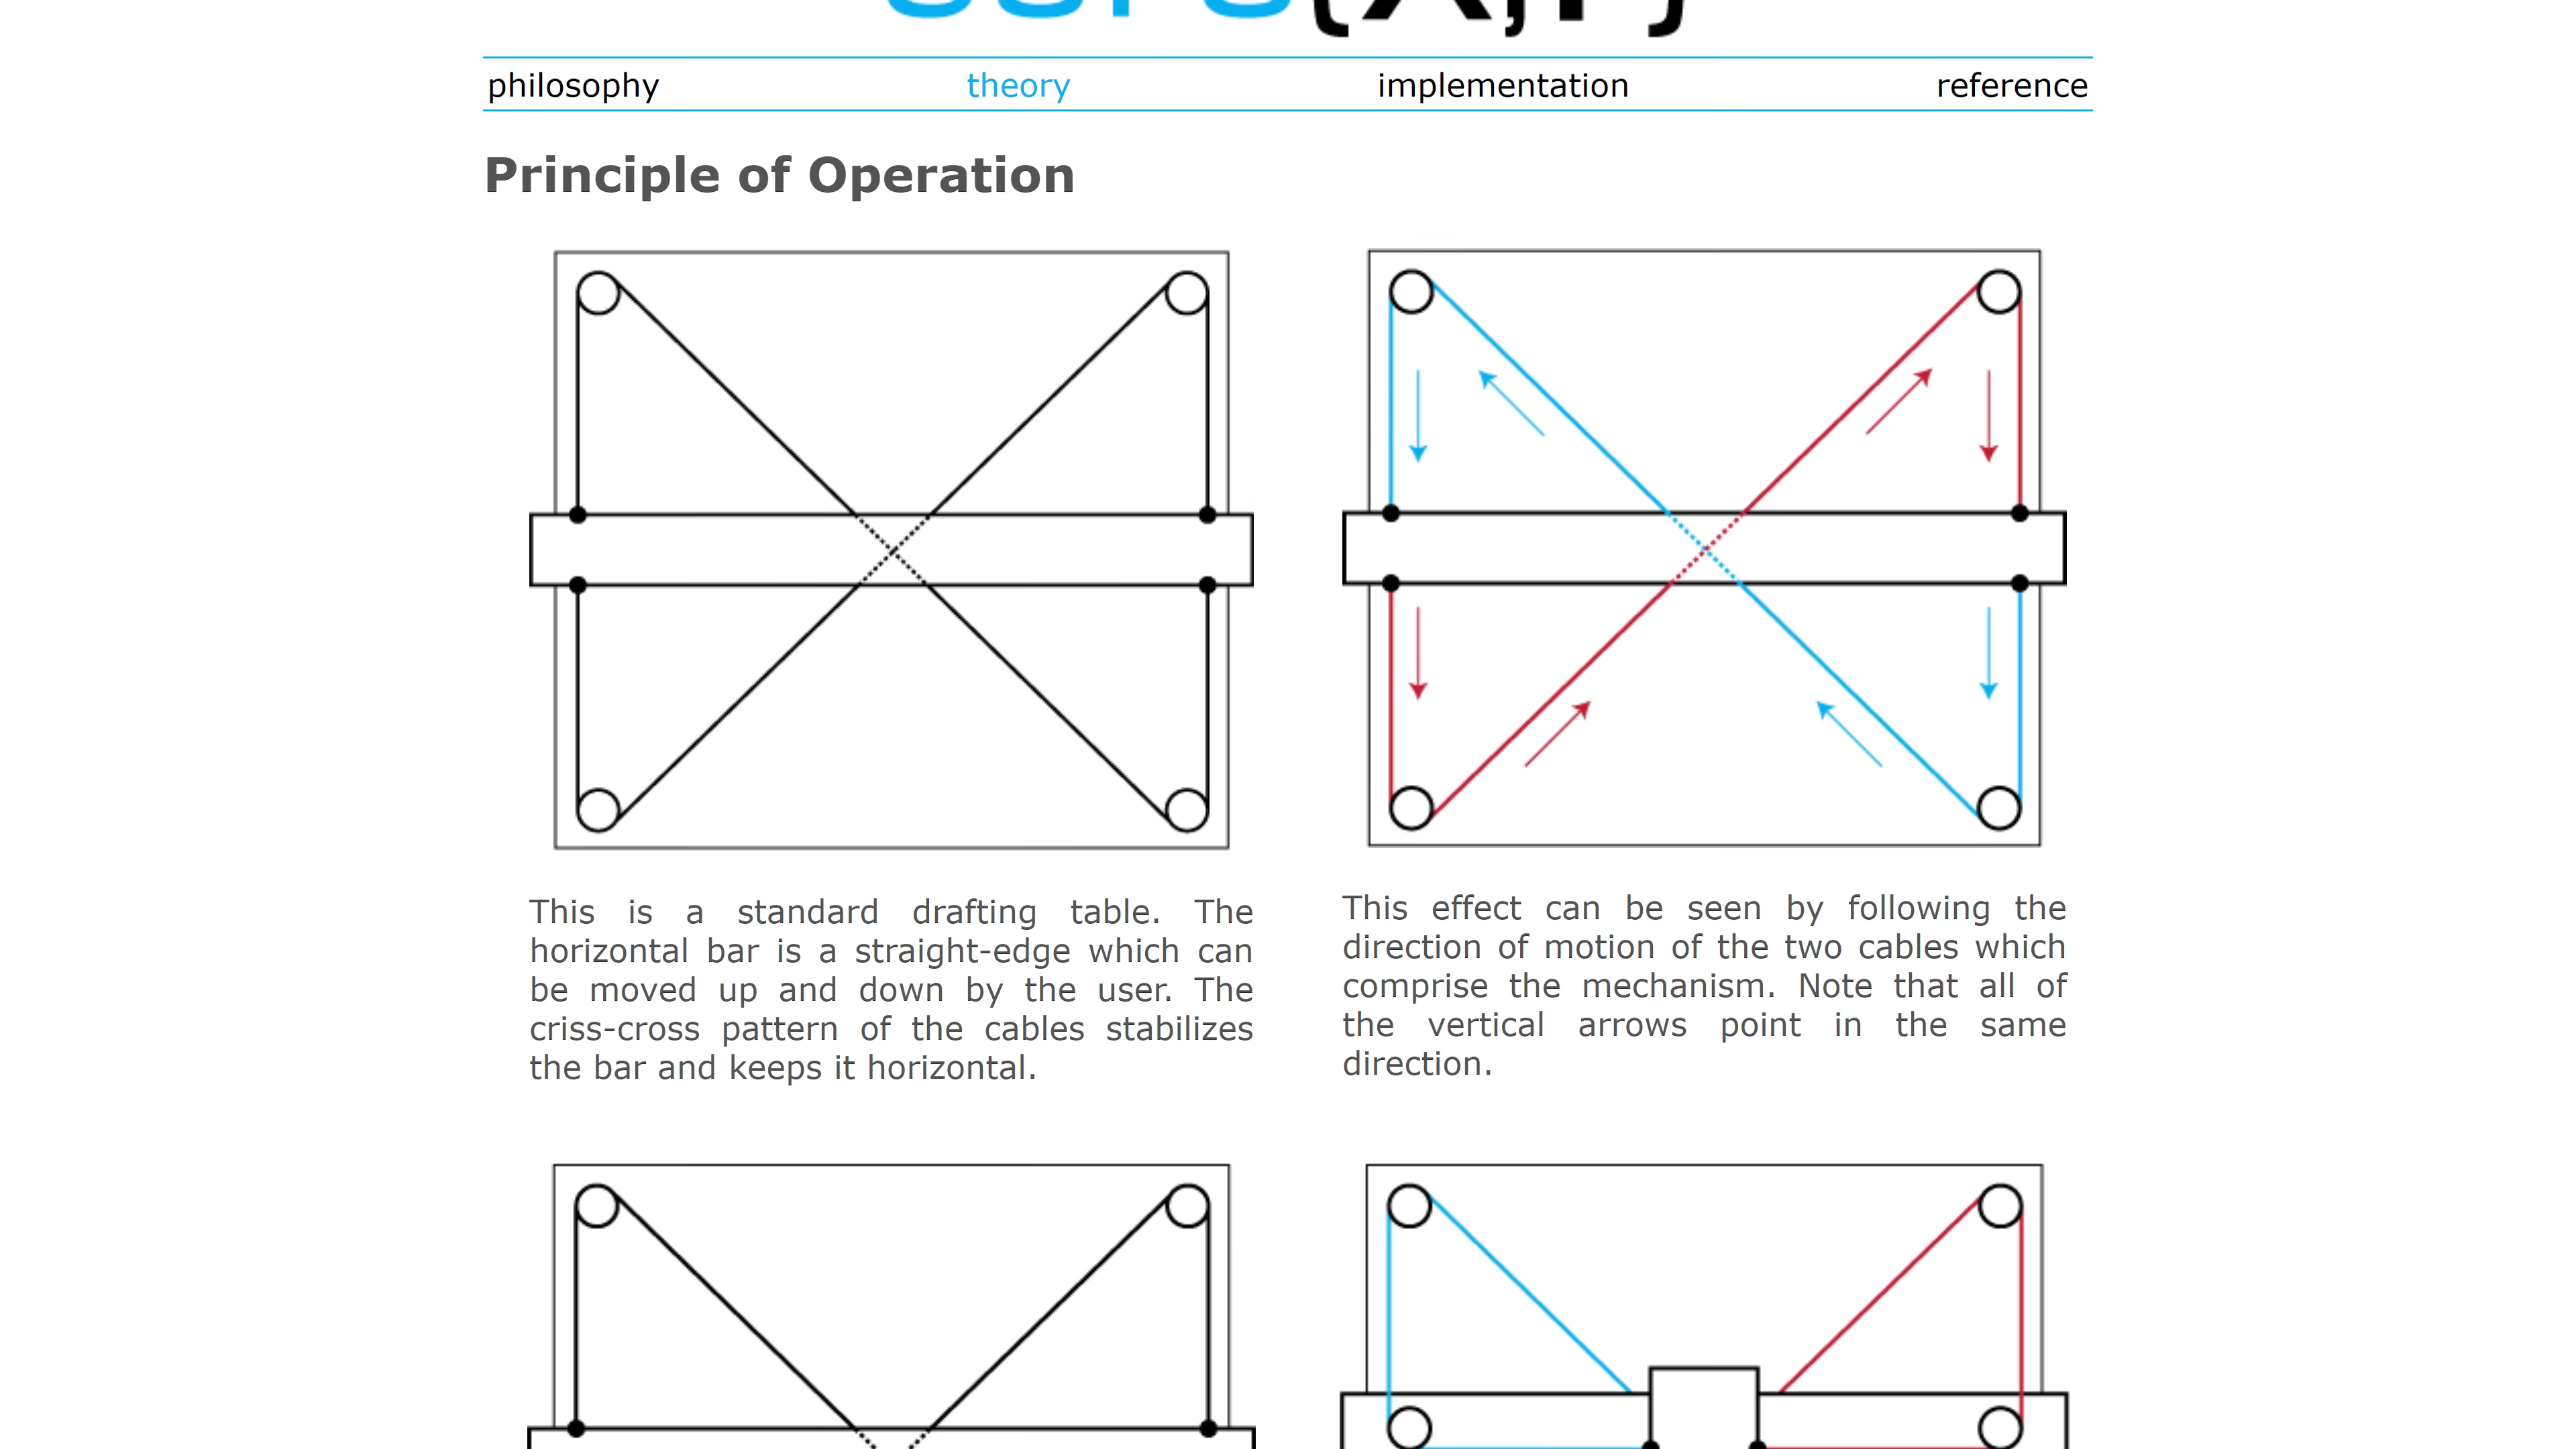 philosophy theory implementation reference
Principle of Operation
This is a standard drafting table. The
horizontal bar is a straight-edge which can
be moved up and down by the user. The
criss-cross pattern of the cables stabilizes
the bar and keeps it horizontal.
This effect can be seen by following the
direction of motion of the two cables which
comprise the mechanism. Note that all of
the vertical arrows point in the same
direction.